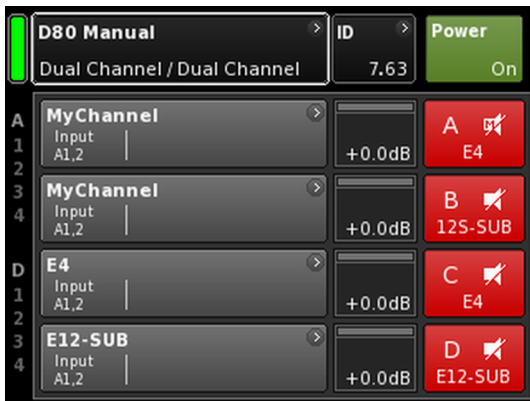 D80 Manual
Dual Channel / Dual Channel
ID
7.63
Power
On
A
1
2
3
4
D
1
2
3
4
MyChannel
Input
A1,2
+0.0dB
A
E4
MyChannel
Input
A1,2
+0.0dB
B
12S-SUB
E4
Input
A1,2
+0.0dB
C
E4
E12-SUB
Input
A1,2
+0.0dB
D
E12-SUB